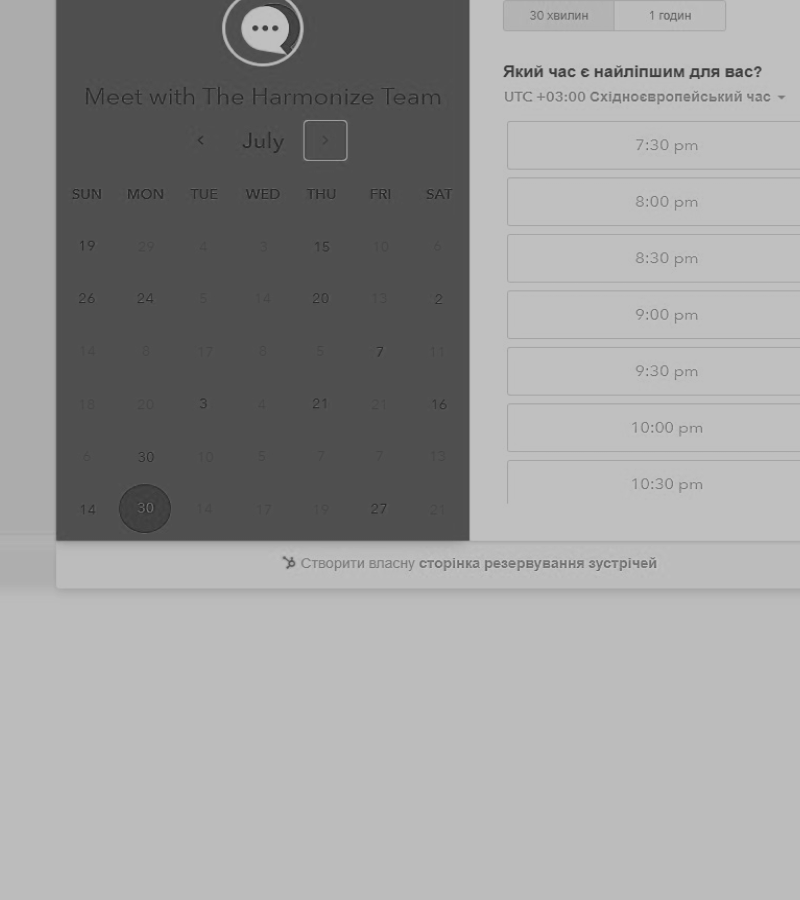 30 хвилин 1 годин
Який час є найліпшим для вас?
UTC +03:00 Східноєвропейський час
Meet with The Harmonize Team
July
SUN MON TUE WED THU FRI SAT
19 29 4 3 15 10 6
26 24 5 14 20 13 2
14 8 17 8 5 7 11
18 20 3 4 21 21 16
6 30 10 5 7 7 13
14 30 14 17 19 27 21
7:30 pm
8:00 pm
8:30 pm
9:00 pm
9:30 pm
10:00 pm
10:30 pm
Створити власну сторінка резервування зустрічей